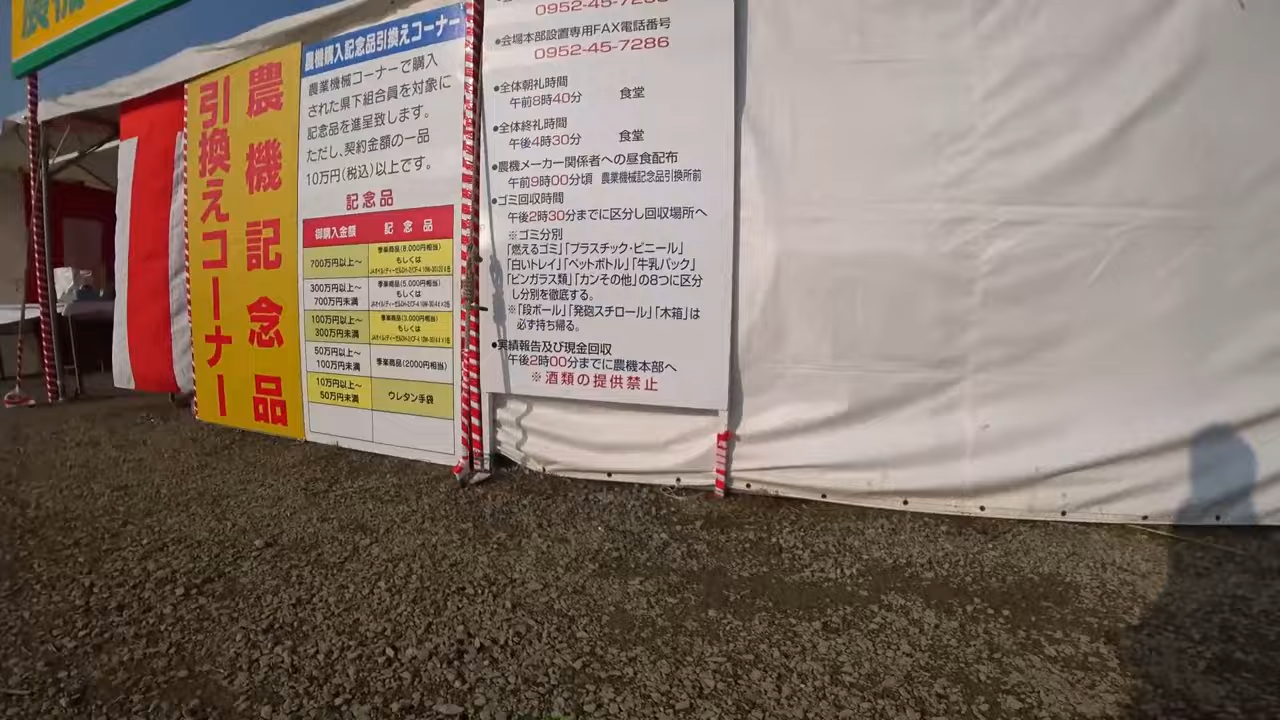 農機記念品
引換えコーナー
農機購入記念品引換えコーナー
農業機械コーナーで購入
された県下組合員を対象に
記念品を進呈致します。
ただし、契約金額の一品
10万円(税込)以上です。
記念品
御購入金額 記念品
700万円以上~ 季楽商品(8,000円相当)
もしくは
300万円以上~
700万円未満 季楽商品(5,000円相当)
もしくは
100万円以上~
300万円未満 季楽商品(3,000円相当)
もしくは
50万円以上~
100万円未満 季楽商品(2000円相当)
10万円以上~
50万円未満 ウレタン手袋
●会場本部設置専用FAX電話番号
0952-45-7286
●全体朝礼時間
午前8時40分 食堂
●全体終礼時間
午後4時30分 食堂
●農機メーカー関係者への昼食配布
午前9時00分頃 農業機械記念品引換所前
●ゴミ回収時間
午後2時30分までに区分し回収場所へ
※ゴミ分別
「燃えるゴミ」「プラスチック・ビニール」
「白いトレイ」「ペットボトル」「牛乳パック」
「ビンガラス類」「カンその他」の8つに区分
し分別を徹底する。
※「段ボール」「発砲スチロール」「木箱」は
必ず持ち帰る。
●実績報告及び現金回収
午後2時00分までに農機本部へ
※酒類の提供禁止